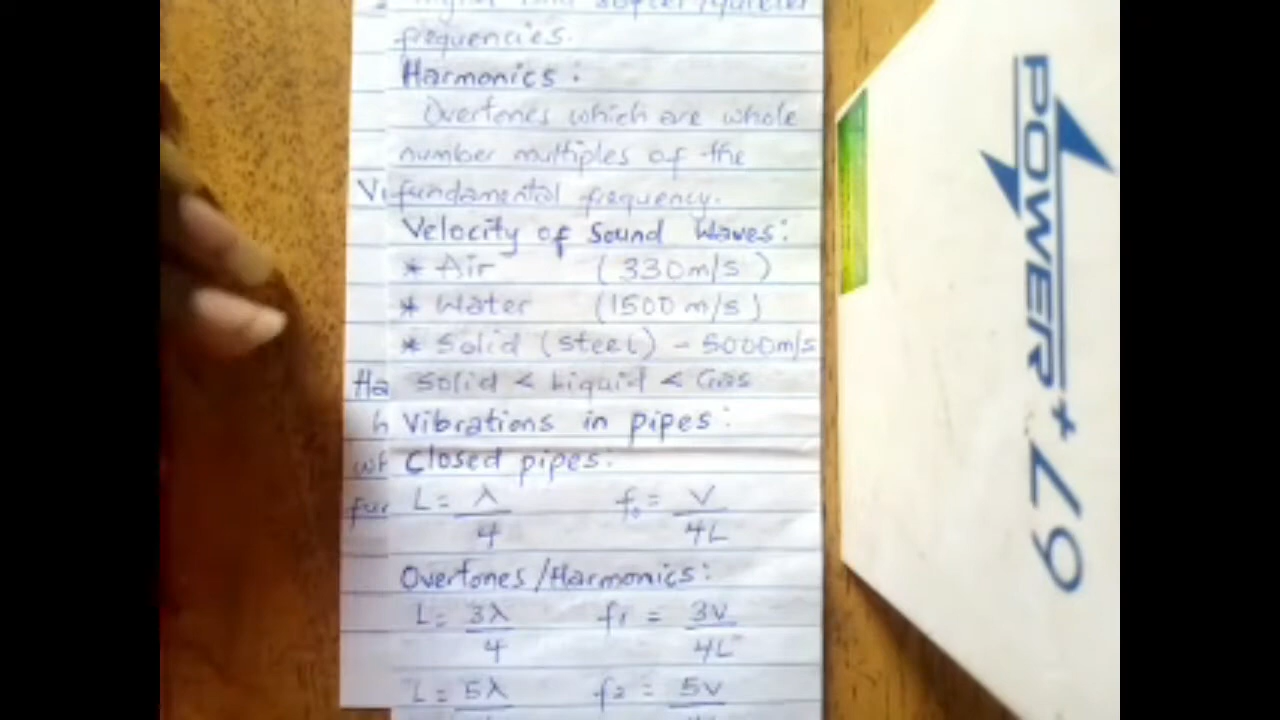 frequencies.
Harmonics :
Overtones which are whole
number multiples of the
fundamental frequency.
Velocity of Sound Waves:
* Air (330m/s)
* Water (1500 m/s)
* Solid (steel) - 5000m/s
Solid < Liquid < Gas
Vibrations in pipes:
Closed pipes:
L = λ/4 f₀ = V/4L
Overtones/Harmonics:
L = 3λ/4 f1 = 3V/4L
L = 5λ f2 = 5V
Ha
h
POWER+ L9